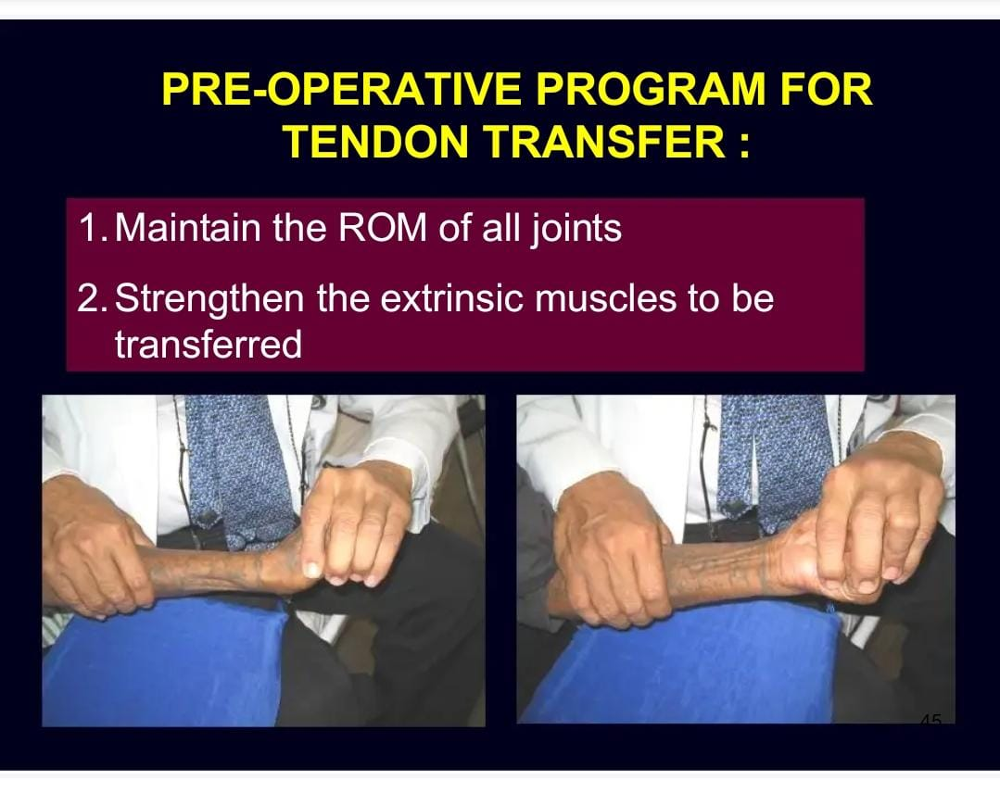 PRE-OPERATIVE PROGRAM FOR
TENDON TRANSFER :
1. Maintain the ROM of all joints
2. Strengthen the extrinsic muscles to be
transferred
45